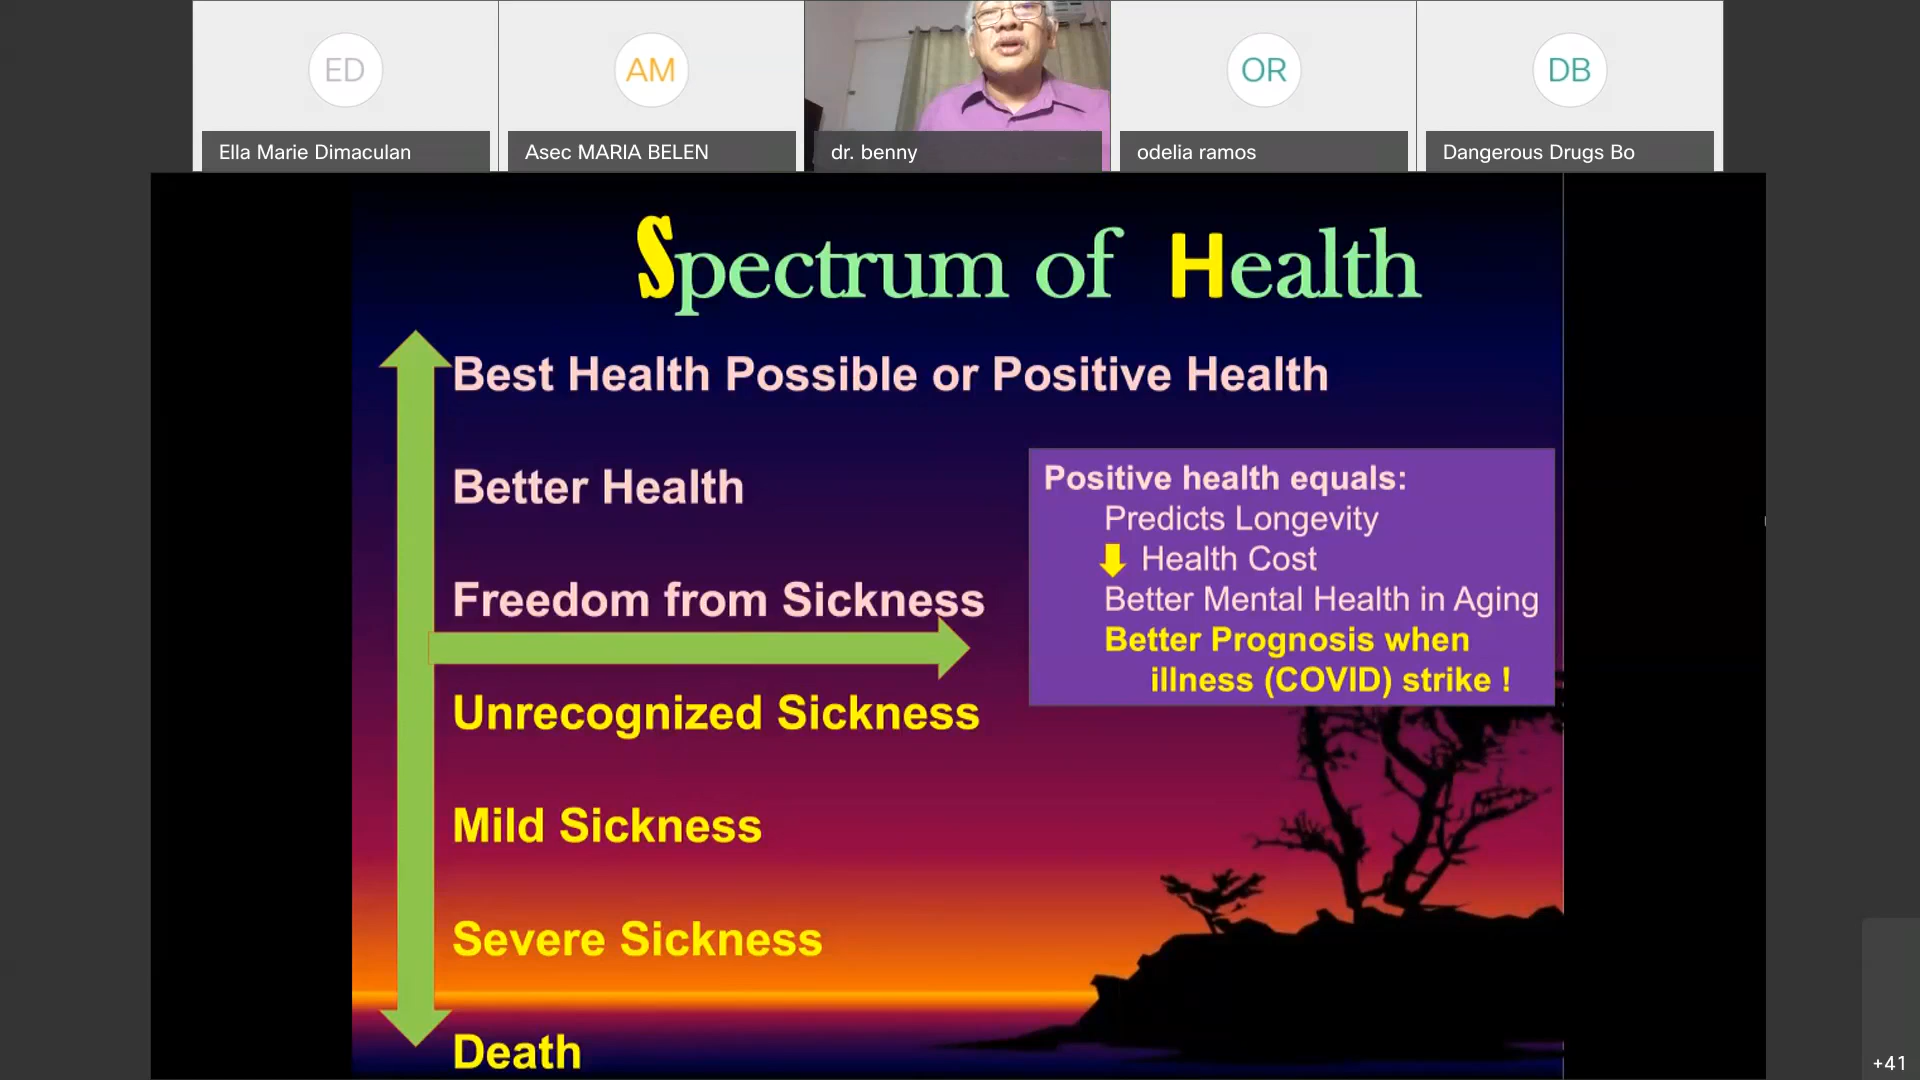 ED
AM
OR
DB
Ella Marie Dimaculan
Asec MARIA BELEN
dr. benny
odelia ramos
Dangerous Drugs Bo
Spectrum of Health
Best Health Possible or Positive Health
Better Health
Freedom from Sickness
Unrecognized Sickness
Mild Sickness
Severe Sickness
Death
Positive health equals:
Predicts Longevity
Health Cost
Better Mental Health in Aging
Better Prognosis when
illness (COVID) strike !
+41